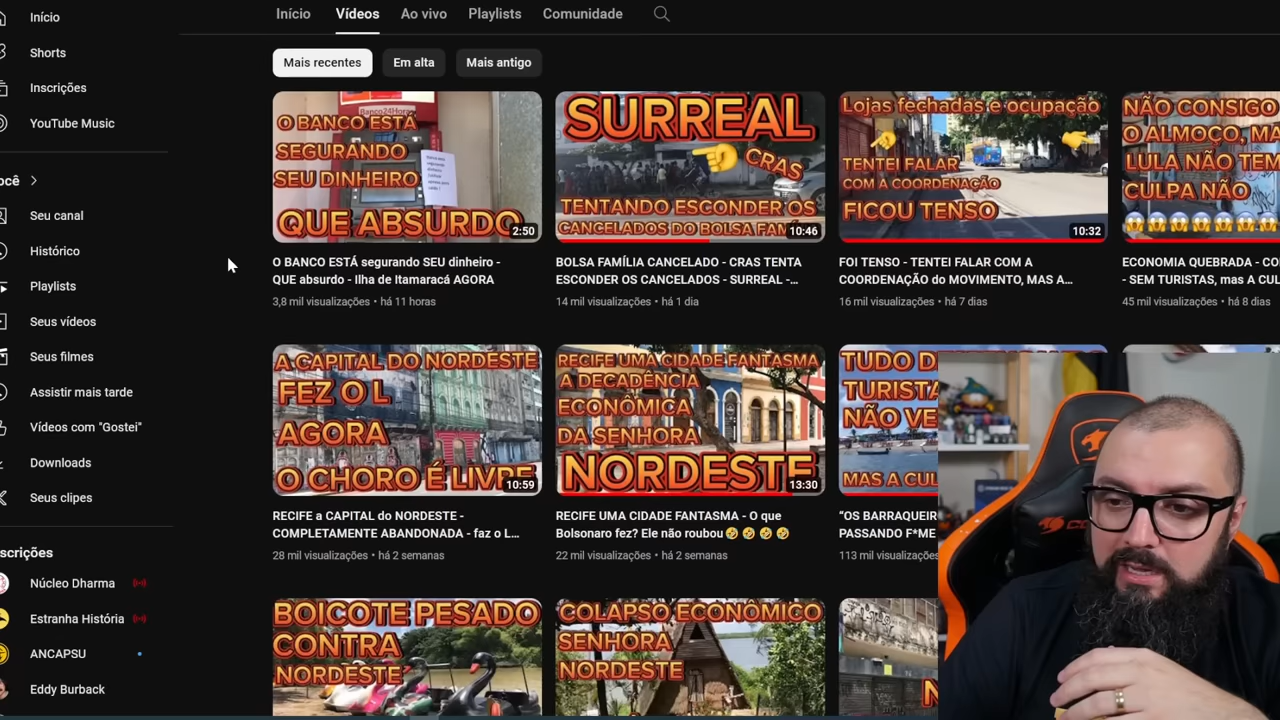 Início
Vídeos
Ao vivo
Playlists
Comunidade
Mais recentes
Em alta
Mais antigo
Início
Shorts
Inscrições
YouTube Music
ocê
Seu canal
Histórico
Playlists
Seus vídeos
Seus filmes
Assistir mais tarde
Vídeos com "Gostei"
Downloads
Seus clipes
scrições
Núcleo Dharma
Estranha História
ANCAPSU
Eddy Burback
Banco24Horas
O BANCO ESTÁ
SEGURANDO
SEU DINHEIRO
QUE ABSURDO
2:50
O BANCO ESTÁ segurando SEU dinheiro -
QUE absurdo - Ilha de Itamaracá AGORA
3,8 mil visualizações • há 11 horas
SURREAL
CRAS
TENTANDO ESCONDER OS
CANCELADOS DO BOLSA FAM
10:46
BOLSA FAMÍLIA CANCELADO - CRAS TENTA
ESCONDER OS CANCELADOS - SURREAL -...
14 mil visualizações • há 1 dia
Lojas fechadas e ocupação
TENTEI FALAR
COM A COORDENAÇÃO
FICOU TENSO
10:32
FOI TENSO - TENTEI FALAR COM A
COORDENAÇÃO do MOVIMENTO, MAS A...
16 mil visualizações • há 7 dias
NÃO CONSIGO
O ALMOÇO, MA
LULA NÃO TEM
CULPA NÃO
ECONOMIA QUEBRADA - CO
- SEM TURISTAS, mas A CUL
45 mil visualizações • há 8 dias
A CAPITAL DO NORDESTE
FEZ O L
AGORA
O CHORO É LIVRE
10:59
RECIFE a CAPITAL do NORDESTE -
COMPLETAMENTE ABANDONADA - faz o L...
28 mil visualizações • há 2 semanas
RECIFE UMA CIDADE FANTASMA
A DECADÊNCIA
ECONÔMICA
DA SENHORA
NORDESTE
13:30
RECIFE UMA CIDADE FANTASMA - O que
Bolsonaro fez? Ele não roubou🤣🤣🤣🤣
22 mil visualizações • há 2 semanas
TUDO D
TURISTA
NÃO VE
MAS A CUL
“OS BARRAQUEIR
PASSANDO F*ME
113 mil visualizaçõe
BOICOTE PESADO
CONTRA
NORDESTE
COLAPSO ECONÔMICO
SENHORA
NORDESTE